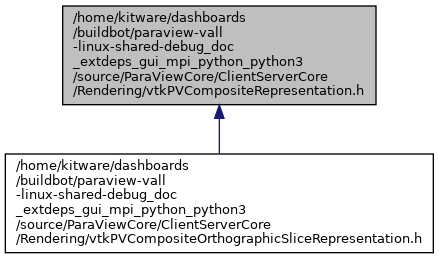 /home/kitware/dashboards
/buildbot/paraview-vall
-linux-shared-debug_doc
_extdeps_gui_mpi_python_python3
/source/ParaViewCore/ClientServerCore
/Rendering/vtkPVCompositeRepresentation.h
/home/kitware/dashboards
/buildbot/paraview-vall
-linux-shared-debug_doc
_extdeps_gui_mpi_python_python3
/source/ParaViewCore/ClientServerCore
/Rendering/vtkPVCompositeOrthographicSliceRepresentation.h